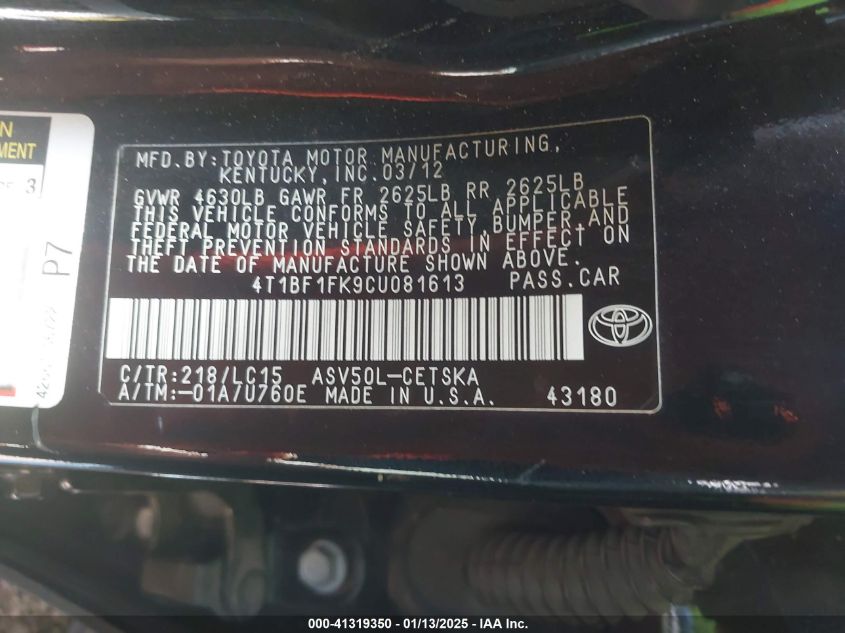 MFD.BY:TOYOTA MOTOR MANUFACTURING,
KENTUCKY, INC. 03/12
GVWR 4630LB GAWR FR 2625LB RR 2625LB
THIS VEHICLE CONFORMS TO ALL APPLICABLE
FEDERAL MOTOR VEHICLE SAFETY, BUMPER, AND
THEFT PREVENTION STANDARDS IN EFFECT ON
THE DATE OF MANUFACTURE SHOWN ABOVE.
4T1BF1FK9CU081613 PASS.CAR
C/TR:218/LC15 ASV50L-CETSKA
A/TM:-01A/U760E MADE IN U.S.A. 43180
MENT
3
P7
000-41319350 - 01/13/2025 - IAA Inc.